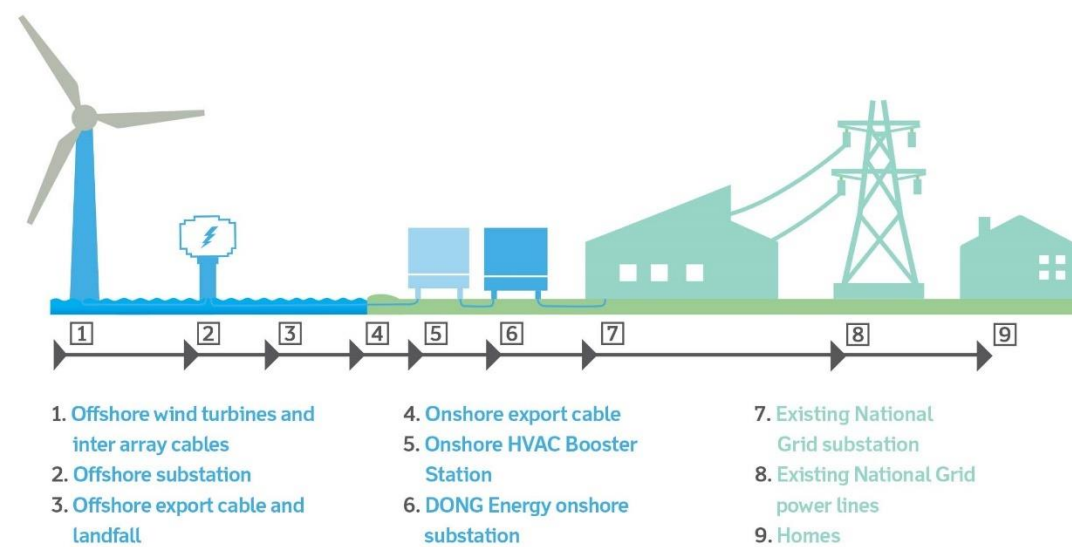 1 2 3 4 5 6 7 8 9
1. Offshore wind turbines and
inter array cables
2. Offshore substation
3. Offshore export cable and
landfall
4. Onshore export cable
5. Onshore HVAC Booster
Station
6. DONG Energy onshore
substation
7. Existing National
Grid substation
8. Existing National Grid
power lines
9. Homes